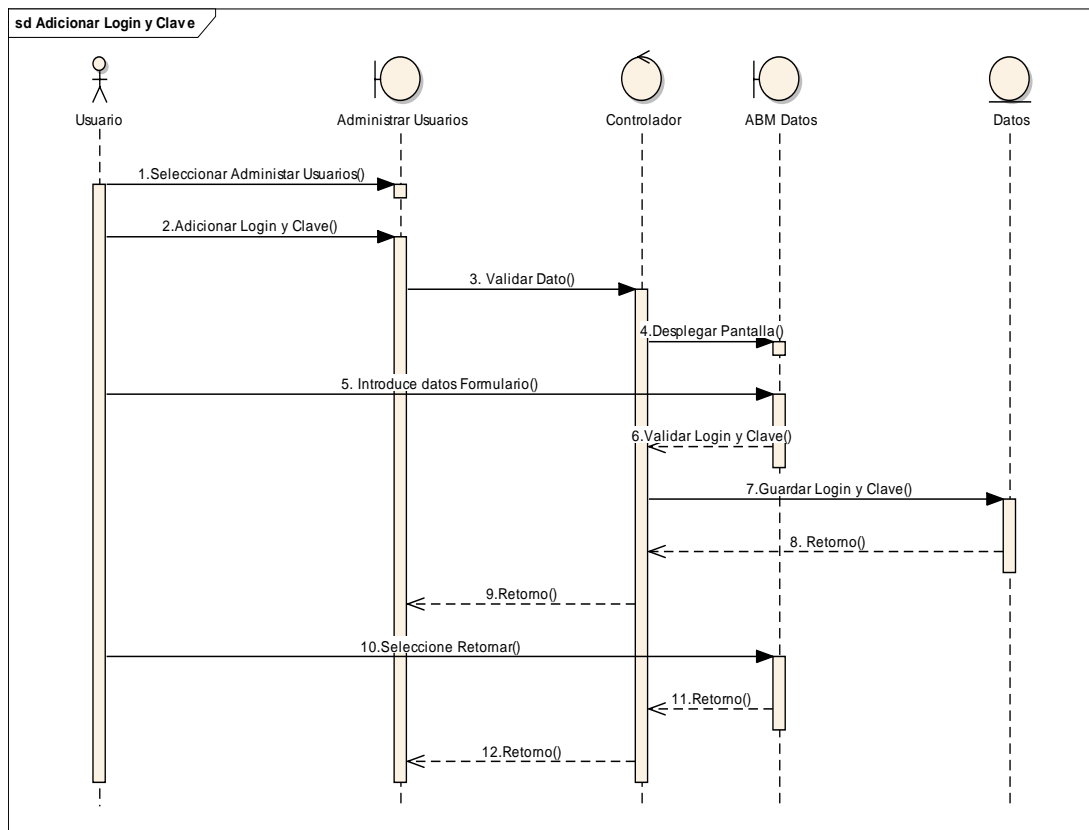 sd Adicionar Login y Clave
Usuario
Administrar Usuarios
Controlador
ABM Datos
Datos
1.Seleccionar Administar Usuarios()
2.Adicionar Login y Clave()
3. Validar Dato()
4.Desplegar Pantalla()
5. Introduce datos Formulario()
6.Validar Login y Clave()
7.Guardar Login y Clave()
8. Retorno()
9.Retorno()
10.Seleccione Retornar()
11.Retorno()
12.Retorno()